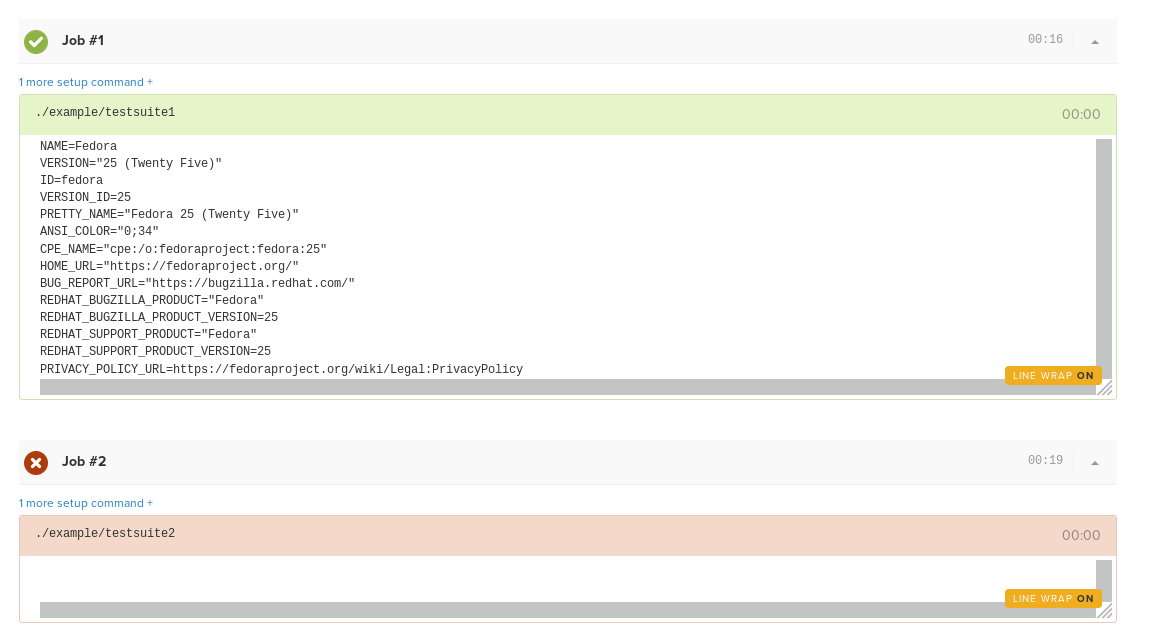 Job #1
00:16
1 more setup command +
./example/testsuite1
00:00
NAME=Fedora
VERSION="25 (Twenty Five)"
ID=fedora
VERSION_ID=25
PRETTY_NAME="Fedora 25 (Twenty Five)"
ANSI_COLOR="0;34"
CPE_NAME="cpe:/o:fedoraproject:fedora:25"
HOME_URL="https://fedoraproject.org/"
BUG_REPORT_URL="https://bugzilla.redhat.com/"
REDHAT_BUGZILLA_PRODUCT="Fedora"
REDHAT_BUGZILLA_PRODUCT_VERSION=25
REDHAT_SUPPORT_PRODUCT="Fedora"
REDHAT_SUPPORT_PRODUCT_VERSION=25
PRIVACY_POLICY_URL=https://fedoraproject.org/wiki/Legal:PrivacyPolicy
LINE WRAP ON
Job #2
00:19
1 more setup command +
./example/testsuite2
00:00
LINE WRAP ON